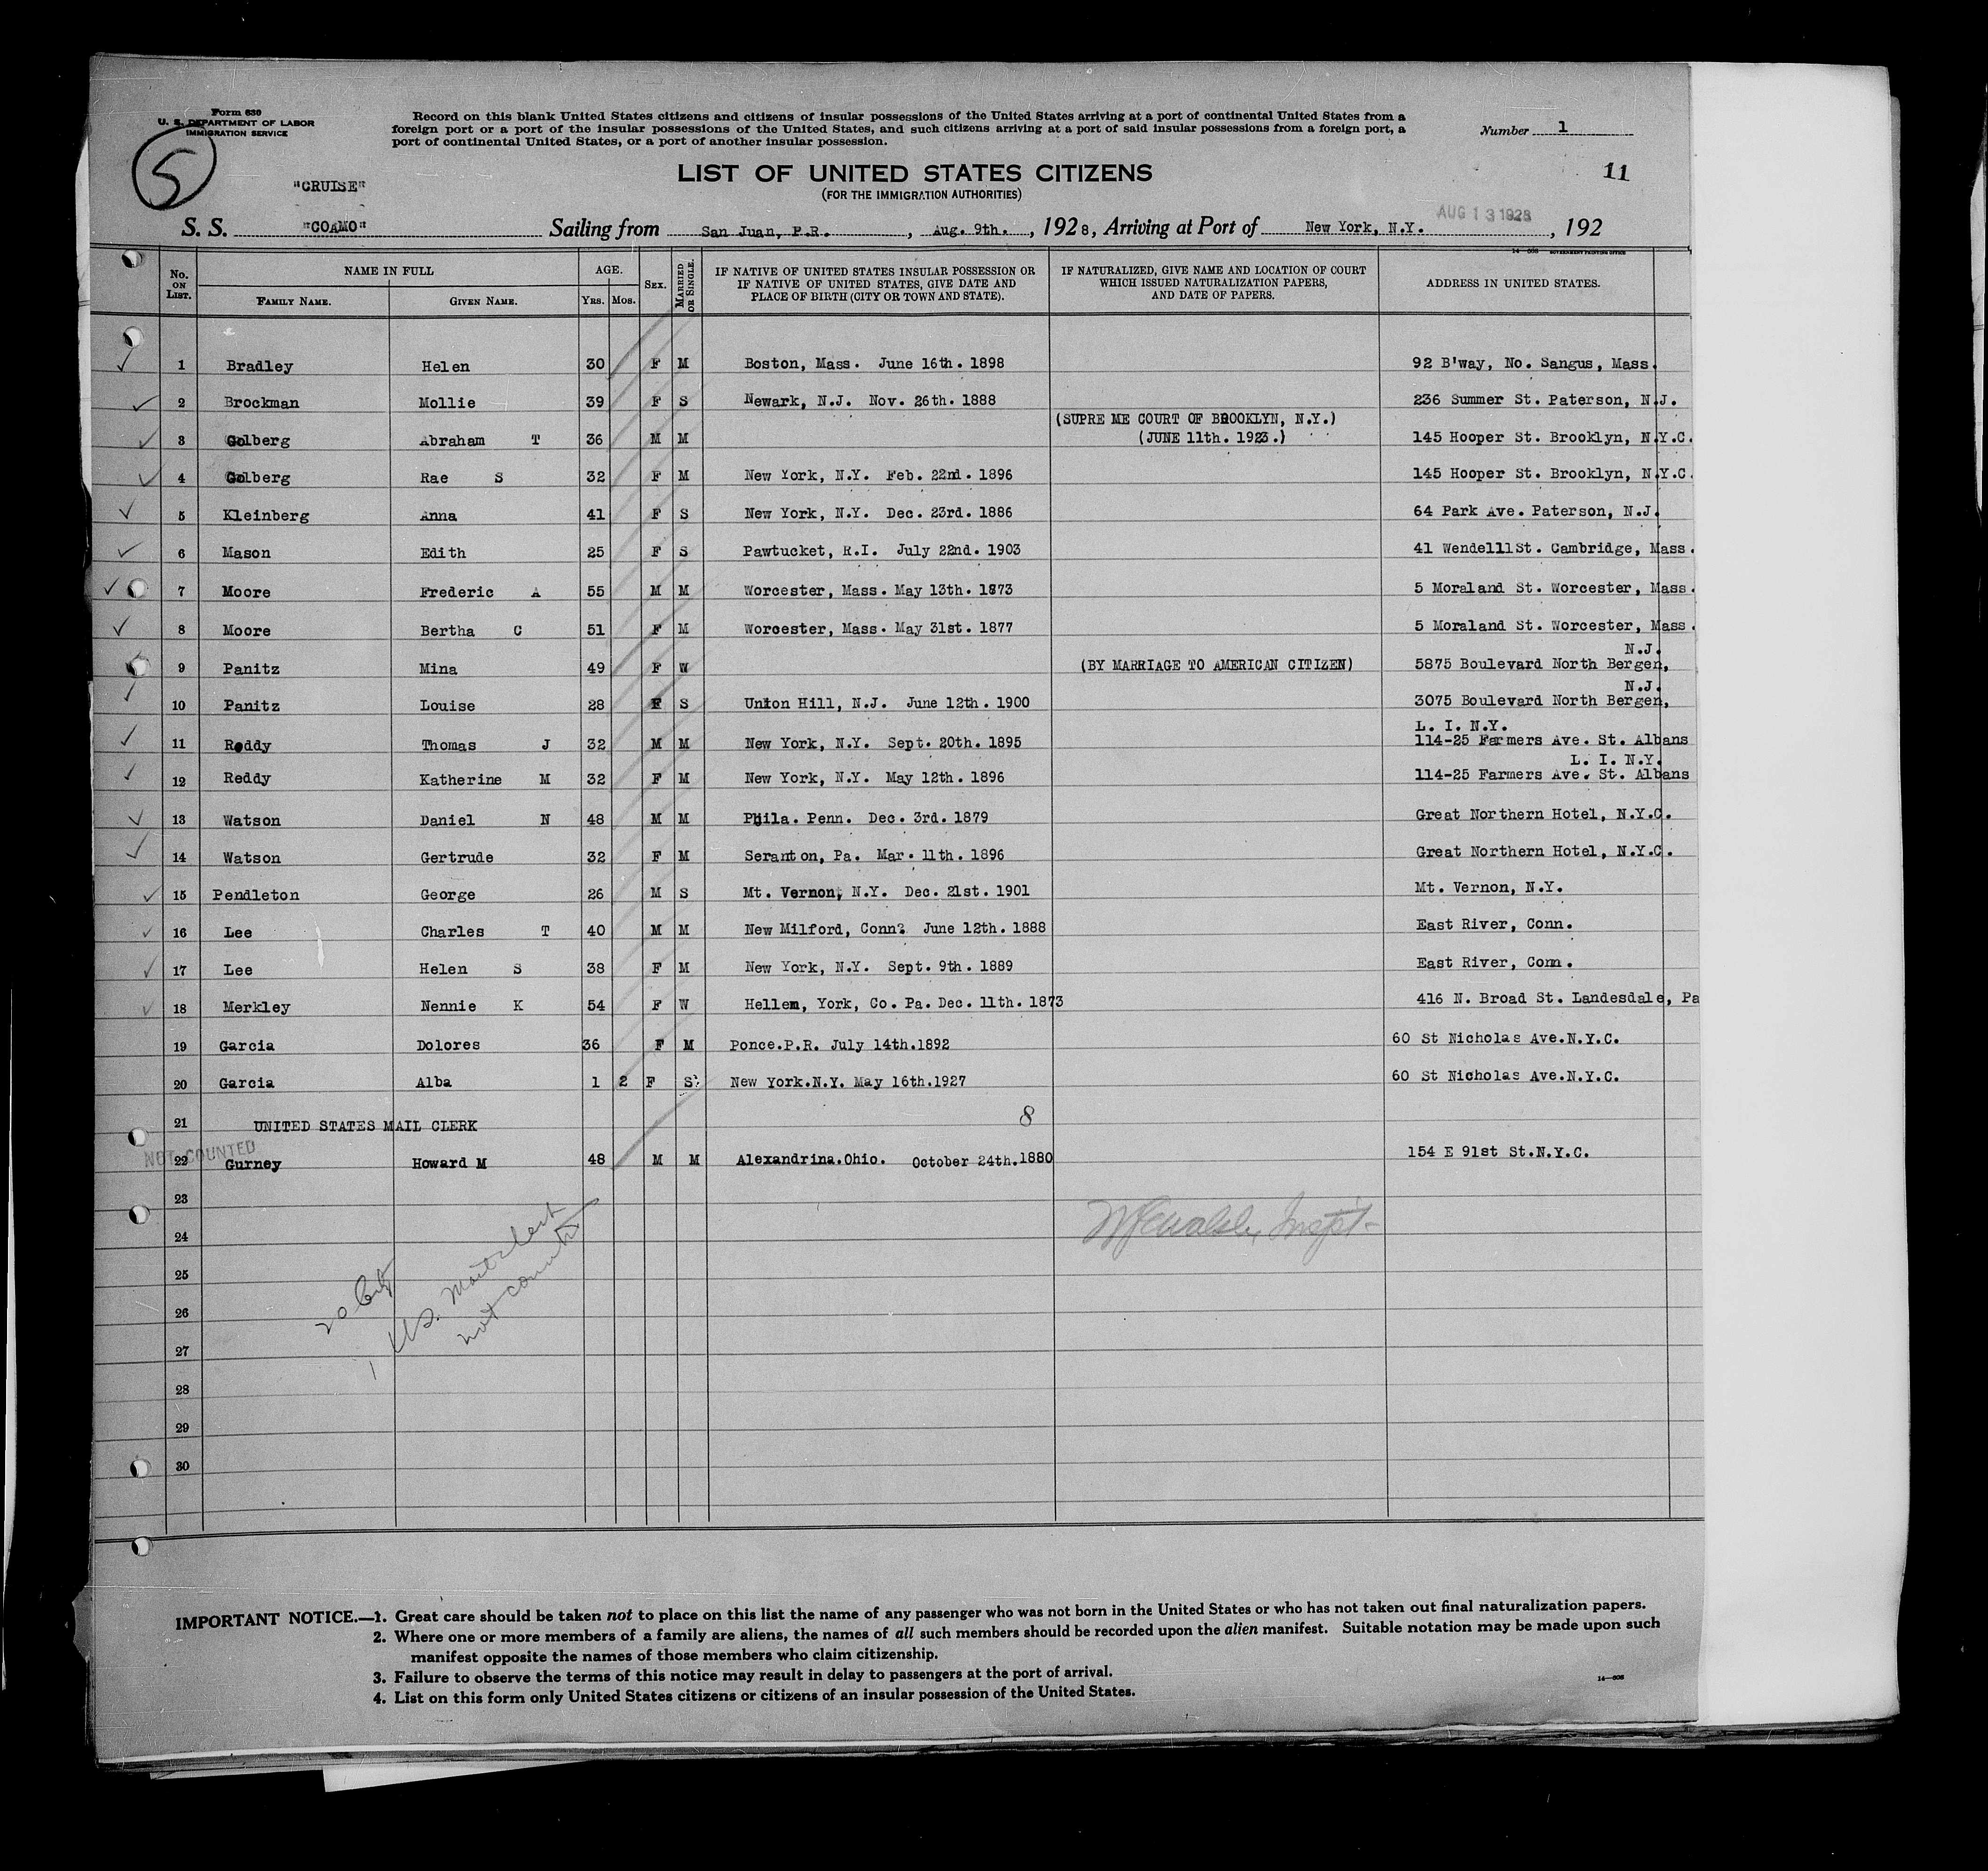 Form 630
U. S. DEPARTMENT OF LABOR
IMMIGRATION SERVICE
Record on this blank United States citizens and citizens of insular possessions of the United States arriving at a port of continental United States from a
foreign port or a port of the insular possessions of the United States, and such citizens arriving at a port of said insular possessions from a foreign port, a
port of continental United States, or a port of another insular possession.
Number 1
5
11
LIST OF UNITED STATES CITIZENS
(FOR THE IMMIGRATION AUTHORITIES)
"CRUISE"
AUG 13 1928
S. S. "COAMO" Sailing from San Juan, P.R. , Aug. 9th. , 1928, Arriving at Port of New York, N.Y. , 192
No. ON LIST. NAME IN FULL FAMILY NAME. GIVEN NAME. AGE. YRS. MOS. SEX. MARRIED OR SINGLE. IF NATIVE OF UNITED STATES INSULAR POSSESSION OR IF NATIVE OF UNITED STATES, GIVE DATE AND PLACE OF BIRTH (CITY OR TOWN AND STATE). IF NATURALIZED, GIVE NAME AND LOCATION OF COURT WHICH ISSUED NATURALIZATION PAPERS, AND DATE OF PAPERS. ADDRESS IN UNITED STATES.
1 Bradley Helen 30 F M Boston, Mass. June 16th. 1898 92 B'way, No. Sangus, Mass.
2 Brockman Mollie 39 F S Newark, N.J. Nov. 26th. 1888 236 Summer St. Paterson, N.J.
(SUPRE ME COURT OF BROOKLYN, N.Y.)
3 Golberg Abraham T 36 M M (JUNE 11th. 1923.) 145 Hooper St. Brooklyn, N.Y.C.
4 Golberg Rae S 32 F M New York, N.Y. Feb. 22nd. 1896 145 Hooper St. Brooklyn, N.Y.C.
5 Kleinberg Anna 41 F S New York, N.Y. Dec. 23rd. 1886 64 Park Ave. Paterson, N.J.
6 Mason Edith 25 F S Pawtucket, R.I. July 22nd. 1903 41 WendelllSt. Cambridge, Mass.
7 Moore Frederic A 55 M M Worcester, Mass. May 13th. 1873 5 Moraland St. Worcester, Mass.
8 Moore Bertha C 51 F M Worcester, Mass. May 31st. 1877 5 Moraland St. Worcester, Mass.
N.J.
9 Panitz Mina 49 F W (BY MARRIAGE TO AMERICAN CITIZEN) 5875 Boulevard North Bergen,
N.J.
10 Panitz Louise 28 F S Union Hill, N.J. June 12th. 1900 3075 Boulevard North Bergen,
L. I. N.Y.
11 Reddy Thomas J 32 M M New York, N.Y. Sept. 20th. 1895 114-25 Farmers Ave. St. Albans
L. I. N.Y.
12 Reddy Katherine M 32 F M New York, N.Y. May 12th. 1896 114-25 Farmers Ave. St. Albans
13 Watson Daniel N 48 M M Phila. Penn. Dec. 3rd. 1879 Great Northern Hotel, N.Y.C.
14 Watson Gertrude 32 F M Seranton, Pa. Mar. 11th. 1896 Great Northern Hotel, N.Y.C.
15 Pendleton George 26 M S Mt. Vernon, N.Y. Dec. 21st. 1901 Mt. Vernon, N.Y.
16 Lee Charles T 40 M M New Milford, Conn. June 12th. 1888 East River, Conn.
17 Lee Helen S 38 F M New York, N.Y. Sept. 9th. 1889 East River, Conn.
18 Merkley Nennie K 54 F W Hellem, York, Co. Pa. Dec. 11th. 1873 416 N. Broad St. Landesdale, Pa
19 Garcia Dolores 36 F M Ponce.P.R. July 14th.1892 60 St Nicholas Ave.N.Y.C.
20 Garcia Alba 1 2 F S New York.N.Y. May 16th.1927 60 St Nicholas Ave.N.Y.C.
8
21 UNITED STATES MAIL CLERK
NOT COUNTED
22 Gurney Howard M 48 M M Alexandrina.Ohio. October 24th.1880 154 E 91st St.N.Y.C.
23
24
25
26
27
28
29
30
20 Cit
1 U.S. Mail clerk
not counted
Inspt-
IMPORTANT NOTICE.—1. Great care should be taken not to place on this list the name of any passenger who was not born in the United States or who has not taken out final naturalization papers.
2. Where one or more members of a family are aliens, the names of all such members should be recorded upon the alien manifest. Suitable notation may be made upon such
manifest opposite the names of those members who claim citizenship.
3. Failure to observe the terms of this notice may result in delay to passengers at the port of arrival.
4. List on this form only United States citizens or citizens of an insular possession of the United States.